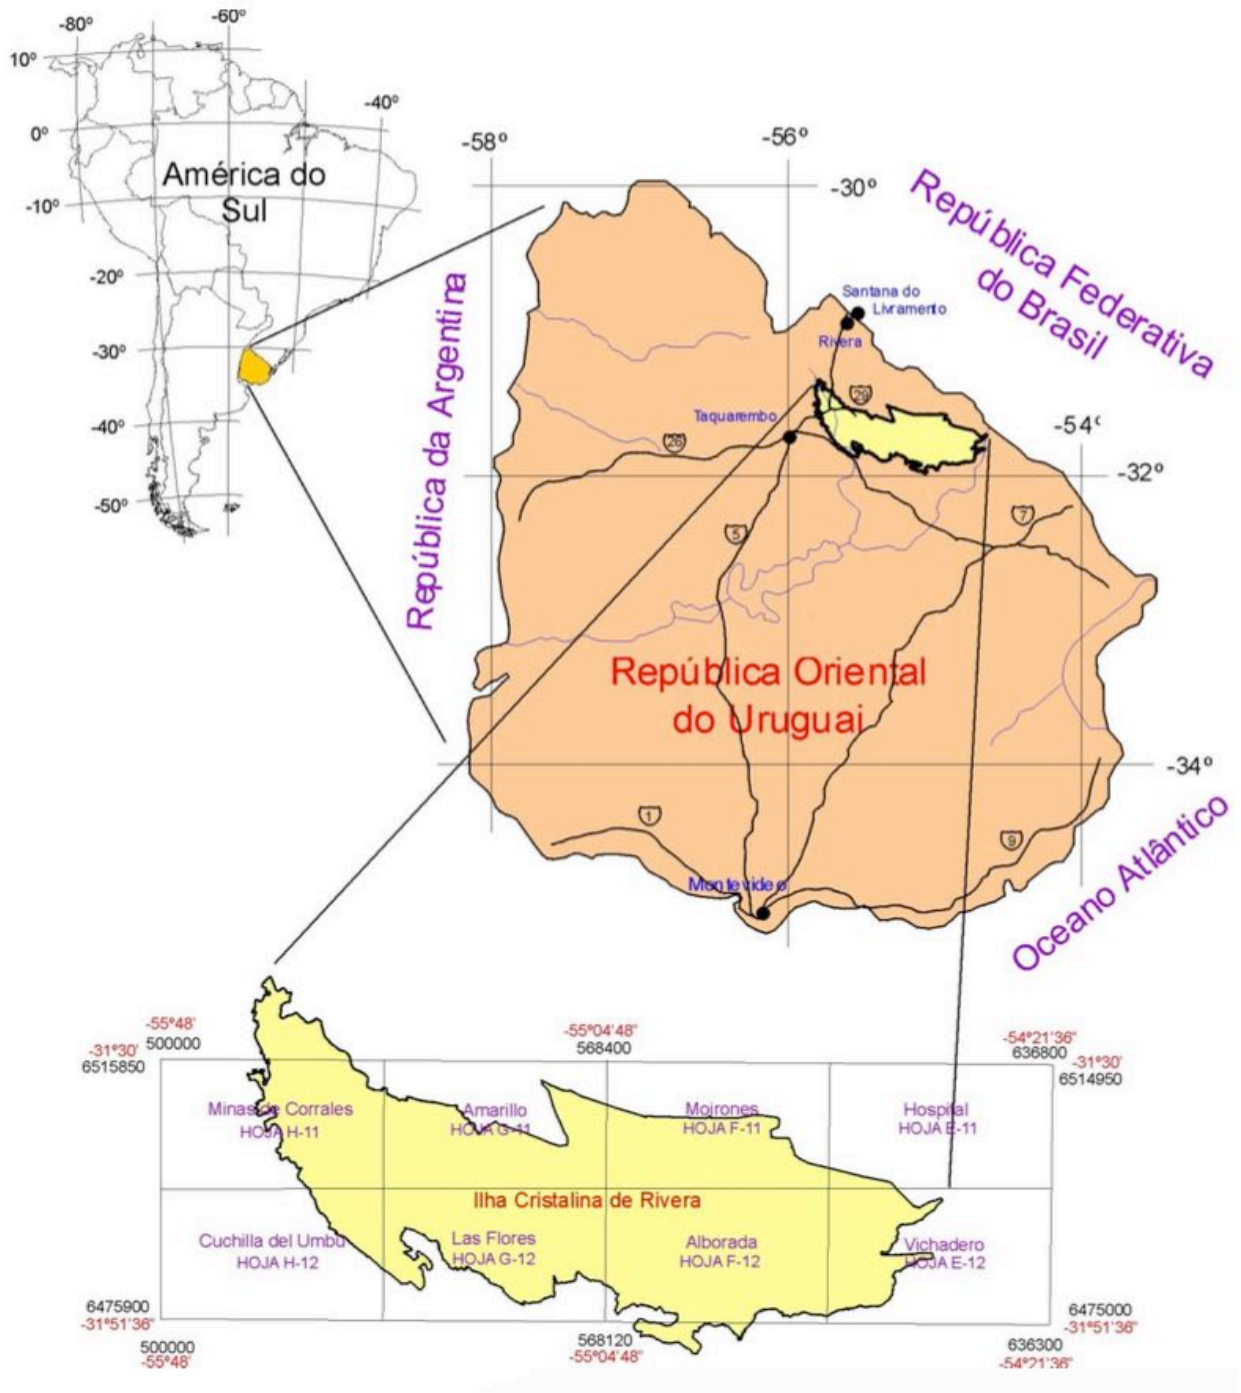 -80º
-60º
10º
-40º
0º
América do
Sul
-10º
-20º
-30º
-40º
-50º
-58º
-56º
-30º
República Federativa
do Brasil
República da Argentina
Santana do
Livramento
Rivera
29
Taquarembo
-54º
26
-32º
5
7
República Oriental
do Uruguai
-34º
1
9
Oceano Atlântico
Montevideo
-55º48'
500000
-31º30'
6515850
-55º04'48"
568400
-54º21'36"
636800
-31º30'
6514950
Minas de Corrales
HOJA H-11
Amarillo
HOJA G-11
Moirones
HOJA F-11
Hospital
HOJA E-11
Ilha Cristalina de Rivera
Cuchilla del Umbu
HOJA H-12
Las Flores
HOJA G-12
Alborada
HOJA F-12
Vichadero
HOJA E-12
6475900
-31º51'36"
6475000
-31º51'36"
500000
-55º48'
568120
-55º04'48"
636300
-54º21'36"